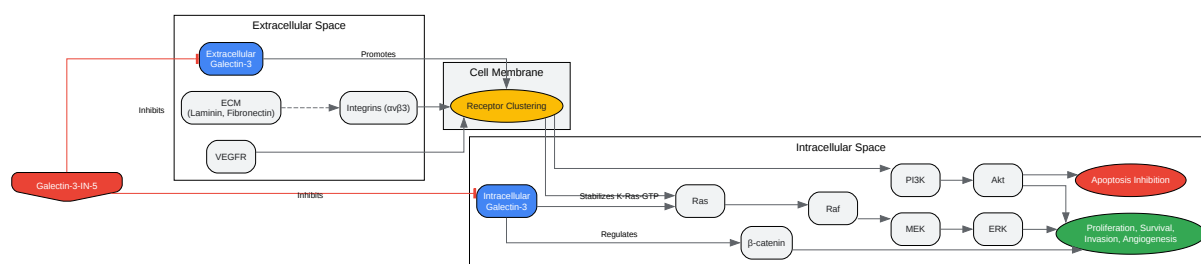 Extracellular Space
Extracellular
Galectin-3
Promotes
Cell Membrane
ECM
(Laminin, Fibronectin)
Integrins (αvβ3)
Receptor Clustering
Inhibits
VEGFR
Intracellular Space
Galectin-3-IN-5
Inhibits
Intracellular
Galectin-3
Stabilizes K-Ras-GTP
Ras
Raf
PI3K
Akt
Apoptosis Inhibition
MEK
ERK
Proliferation, Survival,
Invasion, Angiogenesis
Regulates
β-catenin